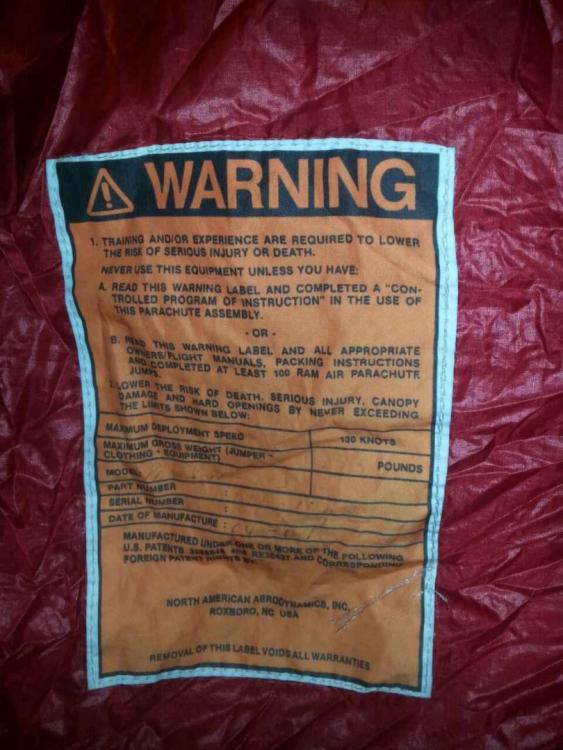 WARNING
1. TRAINING AND/OR EXPERIENCE ARE REQUIRED TO LOWER
THE RISK OF SERIOUS INJURY OR DEATH.
NEVER USE THIS EQUIPMENT UNLESS YOU HAVE:
A. READ THIS WARNING LABEL AND COMPLETED A "CON-
TROLLED PROGRAM OF INSTRUCTION" IN THE USE OF
THIS PARACHUTE ASSEMBLY.
- OR -
B. READ THIS WARNING LABEL AND ALL APPROPRIATE
OWNERS/FLIGHT MANUALS, PACKING INSTRUCTIONS
AND COMPLETED AT LEAST 100 RAM AIR PARACHUTE
JUMPS.
LOWER THE RISK OF DEATH, SERIOUS INJURY, CANOPY
DAMAGE AND HARD OPENINGS BY NEVER EXCEEDING
THE LIMITS SHOWN BELOW:
MAXIMUM DEPLOYMENT SPEED 130 KNOTS
MAXIMUM GROSS WEIGHT (JUMPER +
CLOTHING + EQUIPMENT) POUNDS
MODEL
PART NUMBER :
SERIAL NUMBER :
DATE OF MANUFACTURE :
MANUFACTURED UNDER ONE OR MORE OF THE FOLLOWING
U.S. PATENTS AND CORRESPONDING
FOREIGN PATENT RIGHTS
NORTH AMERICAN AERODYNAMICS, INC.
ROXBORO, NC USA
REMOVAL OF THIS LABEL VOIDS ALL WARRANTIES